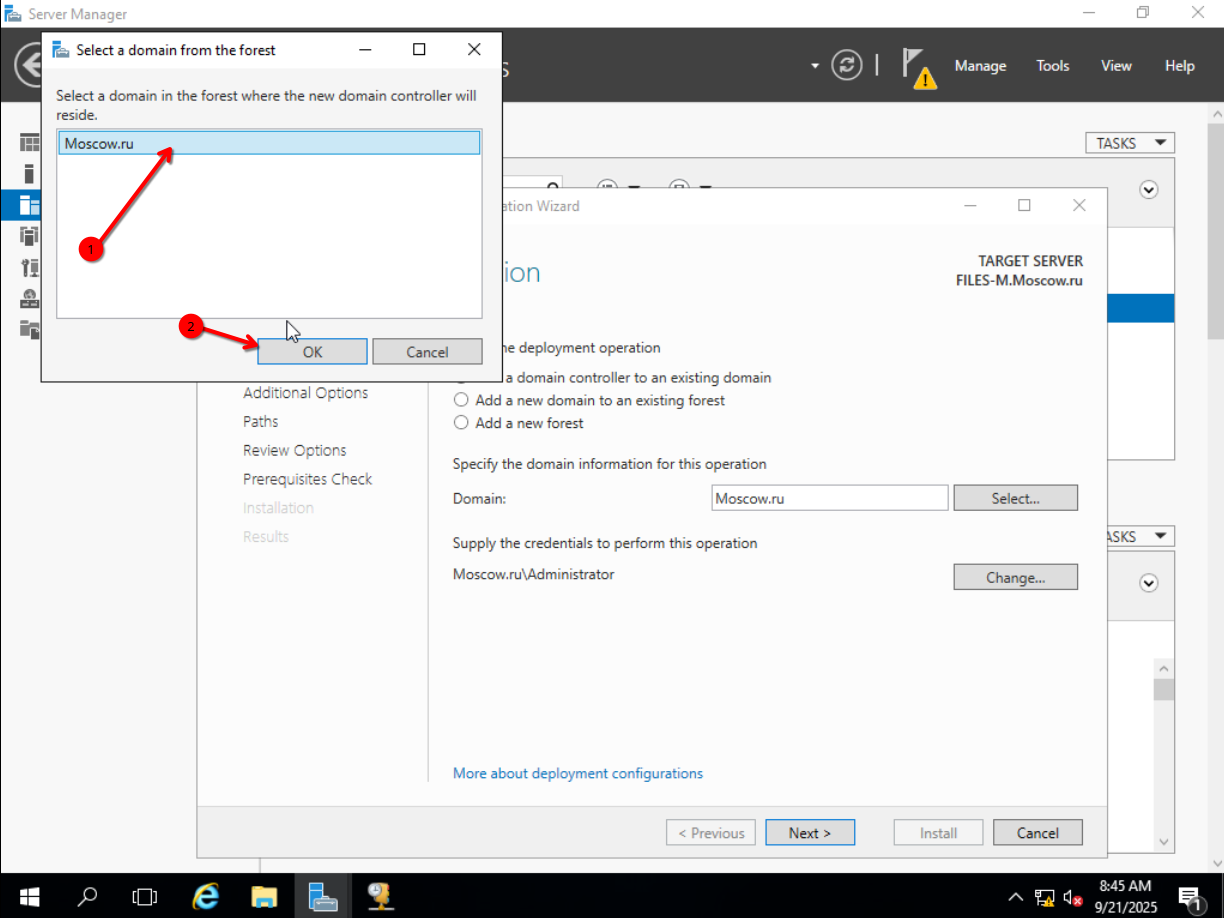 Server Manager
Select a domain from the forest
Manage Tools View Help
Select a domain in the forest where the new domain controller will
reside.
Moscow.ru
1
2
OK Cancel
TASKS
ation Wizard
ion
TARGET SERVER
FILES-M.Moscow.ru
Additional Options
Paths
Review Options
Prerequisites Check
Installation
Results
he deployment operation
a domain controller to an existing domain
Add a new domain to an existing forest
Add a new forest
Specify the domain information for this operation
Domain: Moscow.ru Select...
Supply the credentials to perform this operation
Moscow.ru\Administrator Change...
More about deployment configurations
< Previous Next > Install Cancel
ASKS
8:45 AM
9/21/2025
1